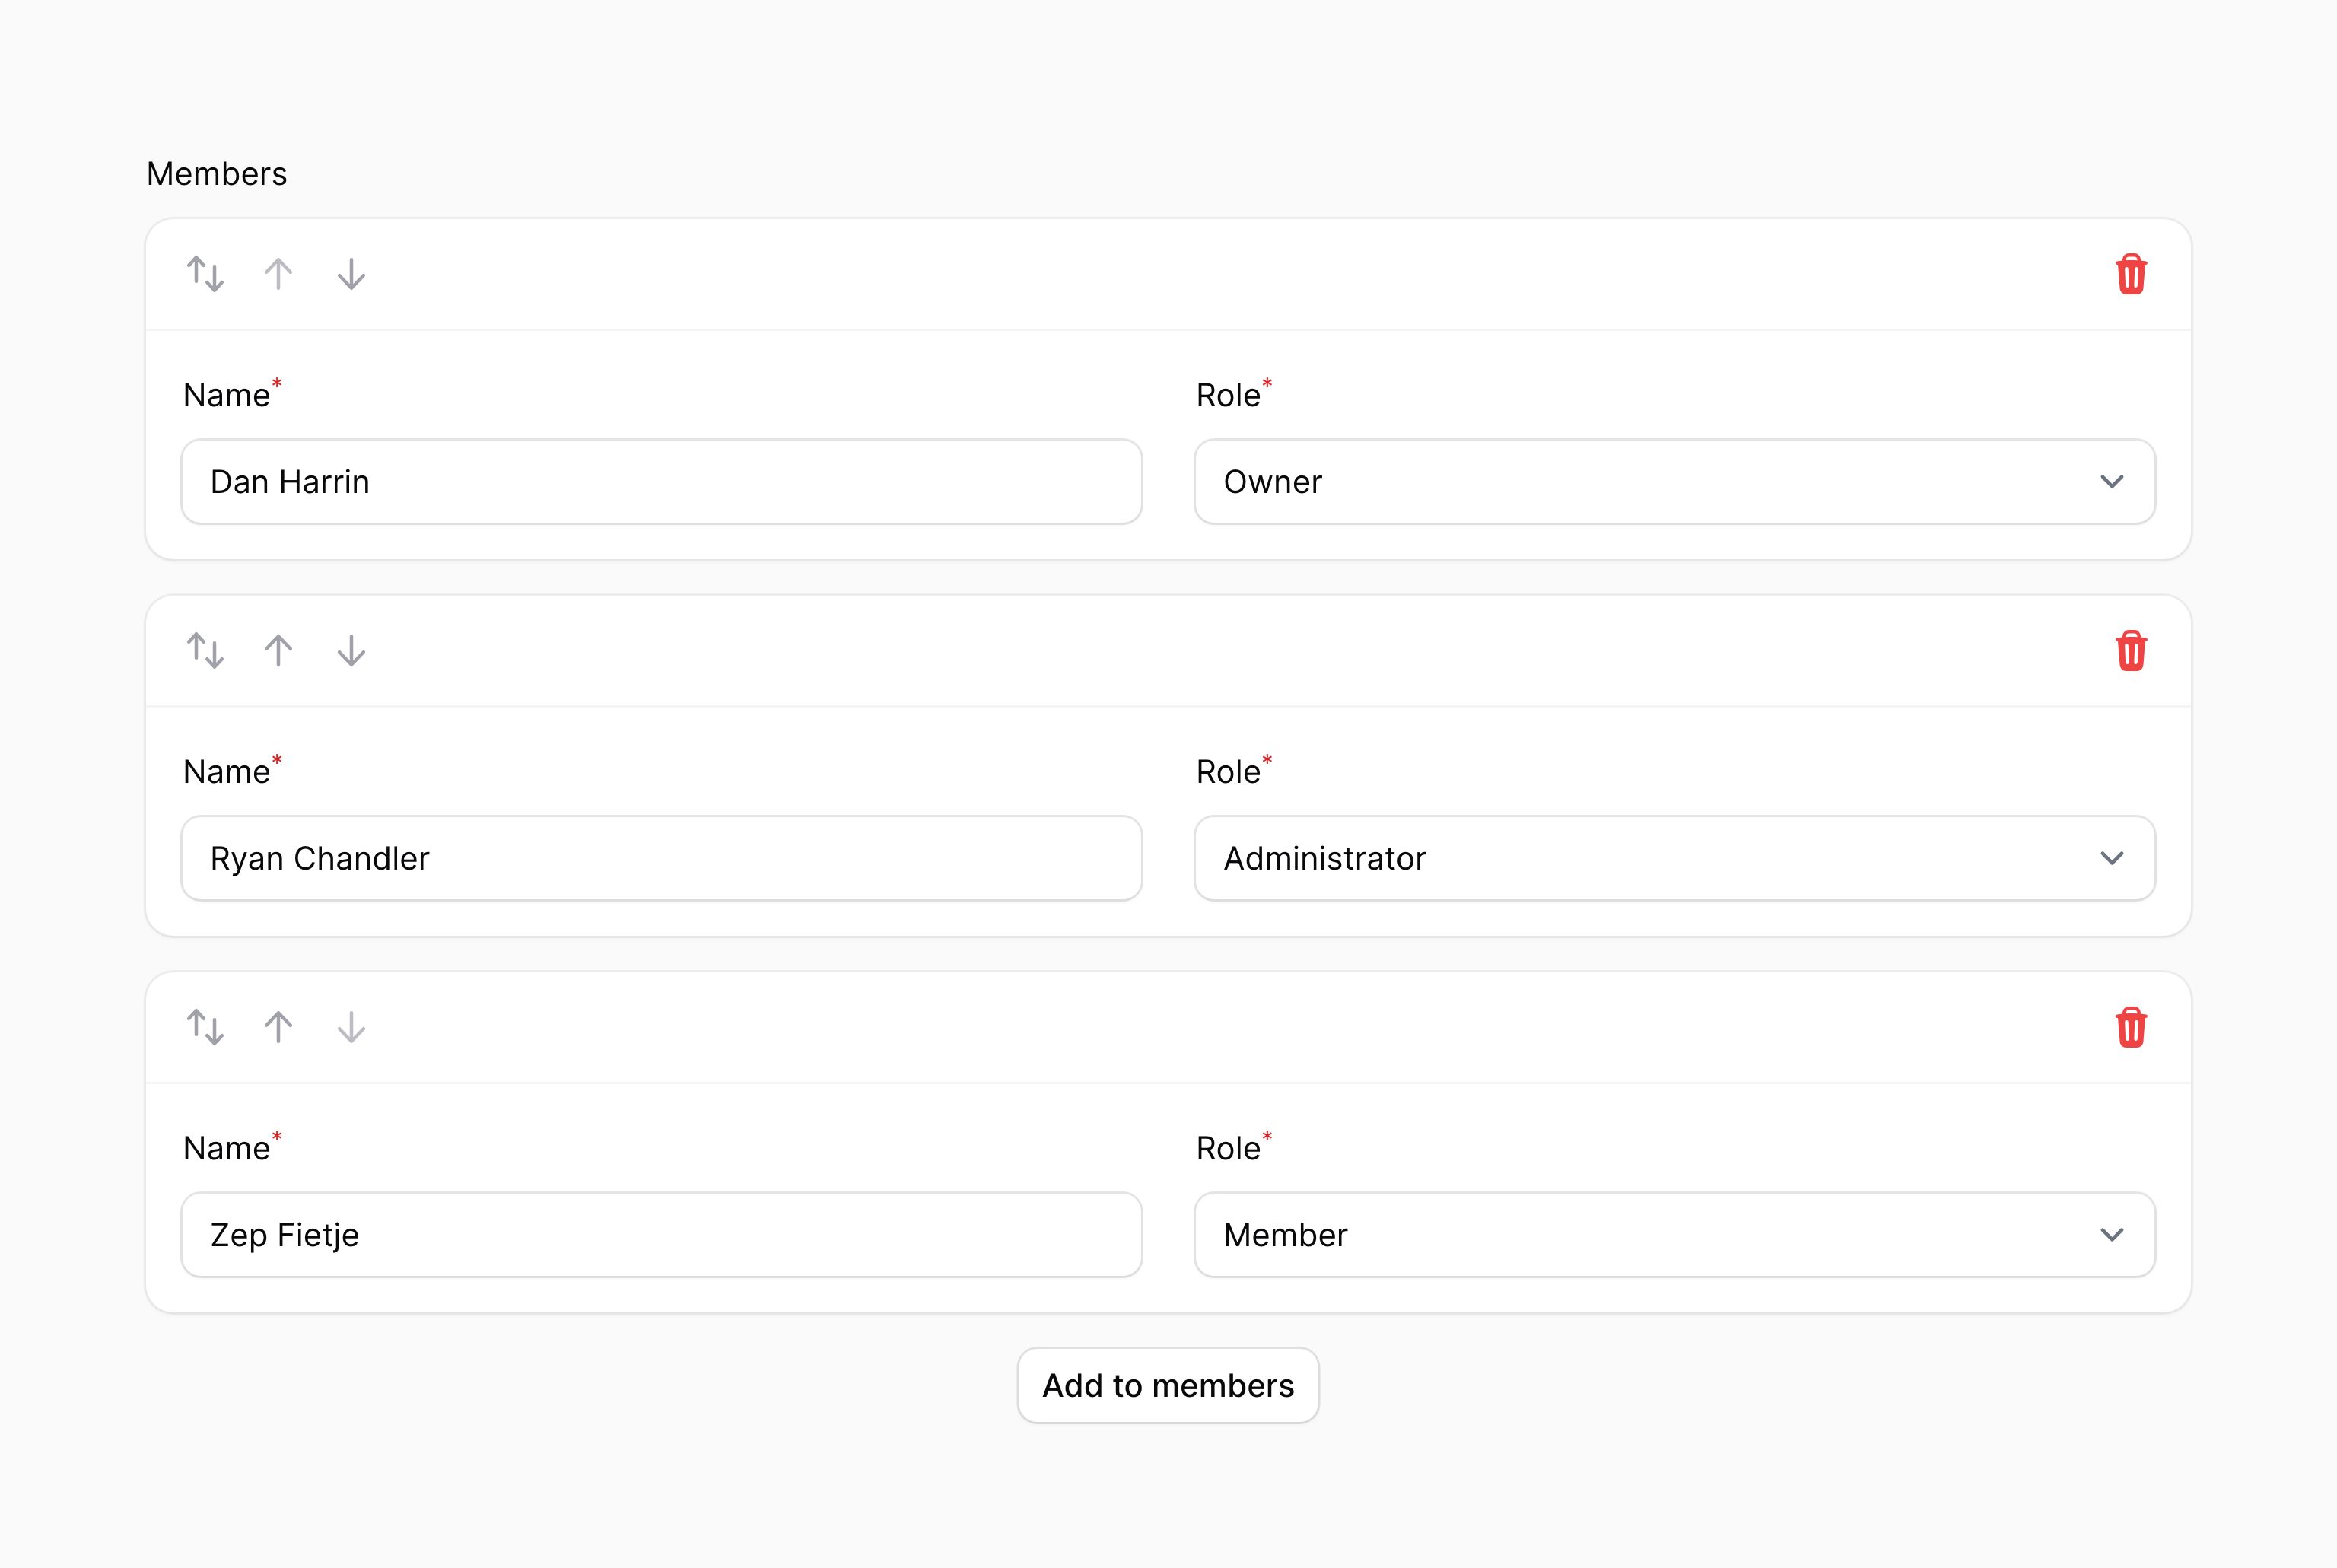 Members
Name* Role*
Dan Harrin Owner
Name* Role*
Ryan Chandler Administrator
Name* Role*
Zep Fietje Member
Add to members